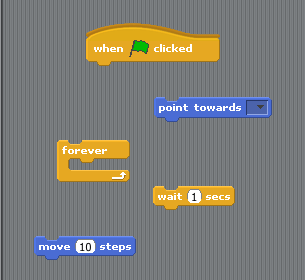 when clicked
point towards
forever
wait 1 secs
move 10 steps